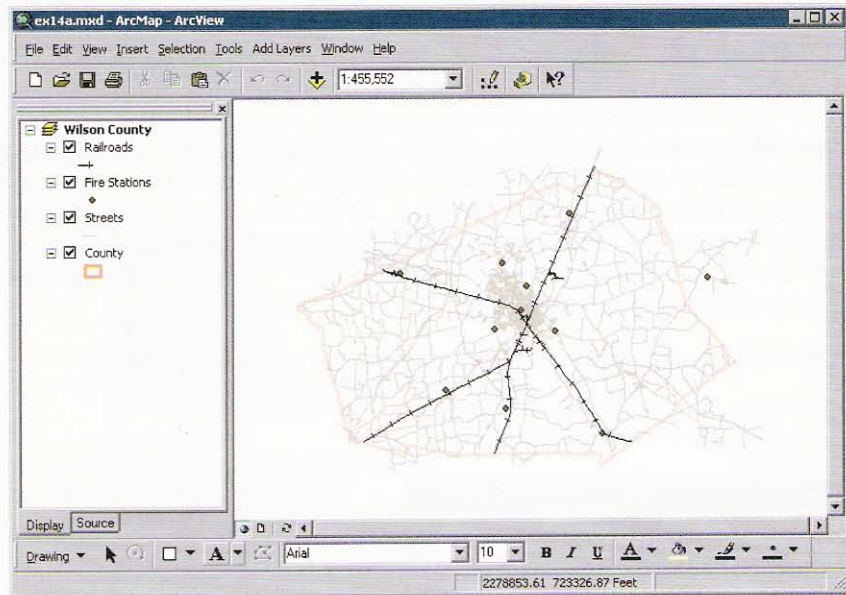 ex14a.mxd - ArcMap - ArcView
File Edit View Insert Selection Tools Add Layers Window Help
1:455,552
Wilson County
Railroads
Fire Stations
Streets
County
Display Source
Drawing A Arial 10 B I U A
2278853.61 723326.87 Feet